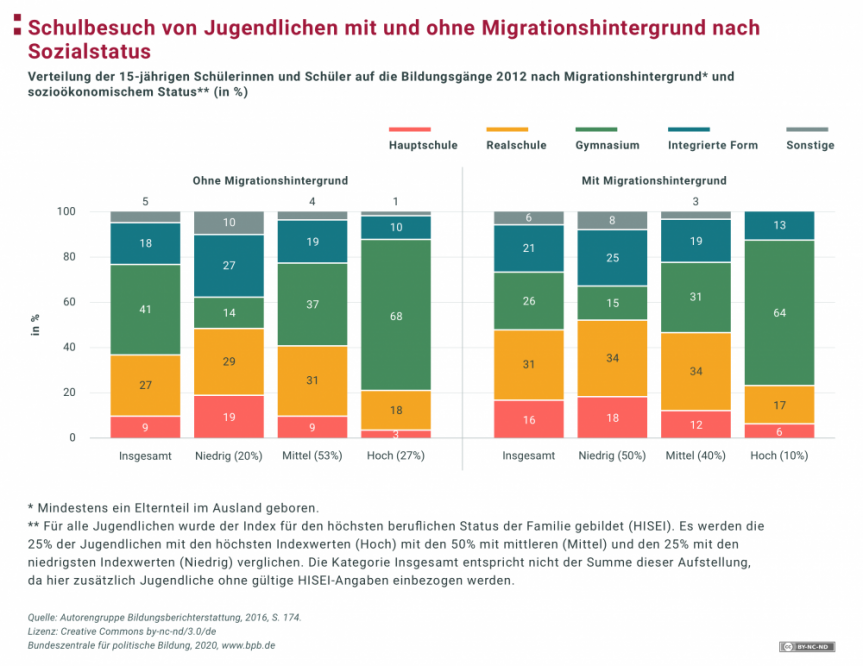 Schulbesuch von Jugendlichen mit und ohne Migrationshintergrund nach
Sozialstatus
Verteilung der 15-jährigen Schülerinnen und Schüler auf die Bildungsgänge 2012 nach Migrationshintergrund* und
sozioökonomischem Status** (in %)
Hauptschule Realschule Gymnasium Integrierte Form Sonstige
Ohne Migrationshintergrund
5 4 1
100
80
60
40
20
0
in %
18 41 27 9
10 27 14 29 19
19 37 31 9
10 68 18 3
Insgesamt Niedrig (20%) Mittel (53%) Hoch (27%)
Mit Migrationshintergrund
3
6 21 26 31 16
8 25 15 34 18
19 31 34 12
13 64 17 6
Insgesamt Niedrig (50%) Mittel (40%) Hoch (10%)
* Mindestens ein Elternteil im Ausland geboren.
** Für alle Jugendlichen wurde der Index für den höchsten beruflichen Status der Familie gebildet (HISEI). Es werden die
25% der Jugendlichen mit den höchsten Indexwerten (Hoch) mit den 50% mit mittleren (Mittel) und den 25% mit den
niedrigsten Indexwerten (Niedrig) verglichen. Die Kategorie Insgesamt entspricht nicht der Summe dieser Aufstellung,
da hier zusätzlich Jugendliche ohne gültige HISEI-Angaben einbezogen werden.
Quelle: Autorengruppe Bildungsberichterstattung, 2016, S. 174.
Lizenz: Creative Commons by-nc-nd/3.0/de
Bundeszentrale für politische Bildung, 2020, www.bpb.de
cc BY-NC-ND